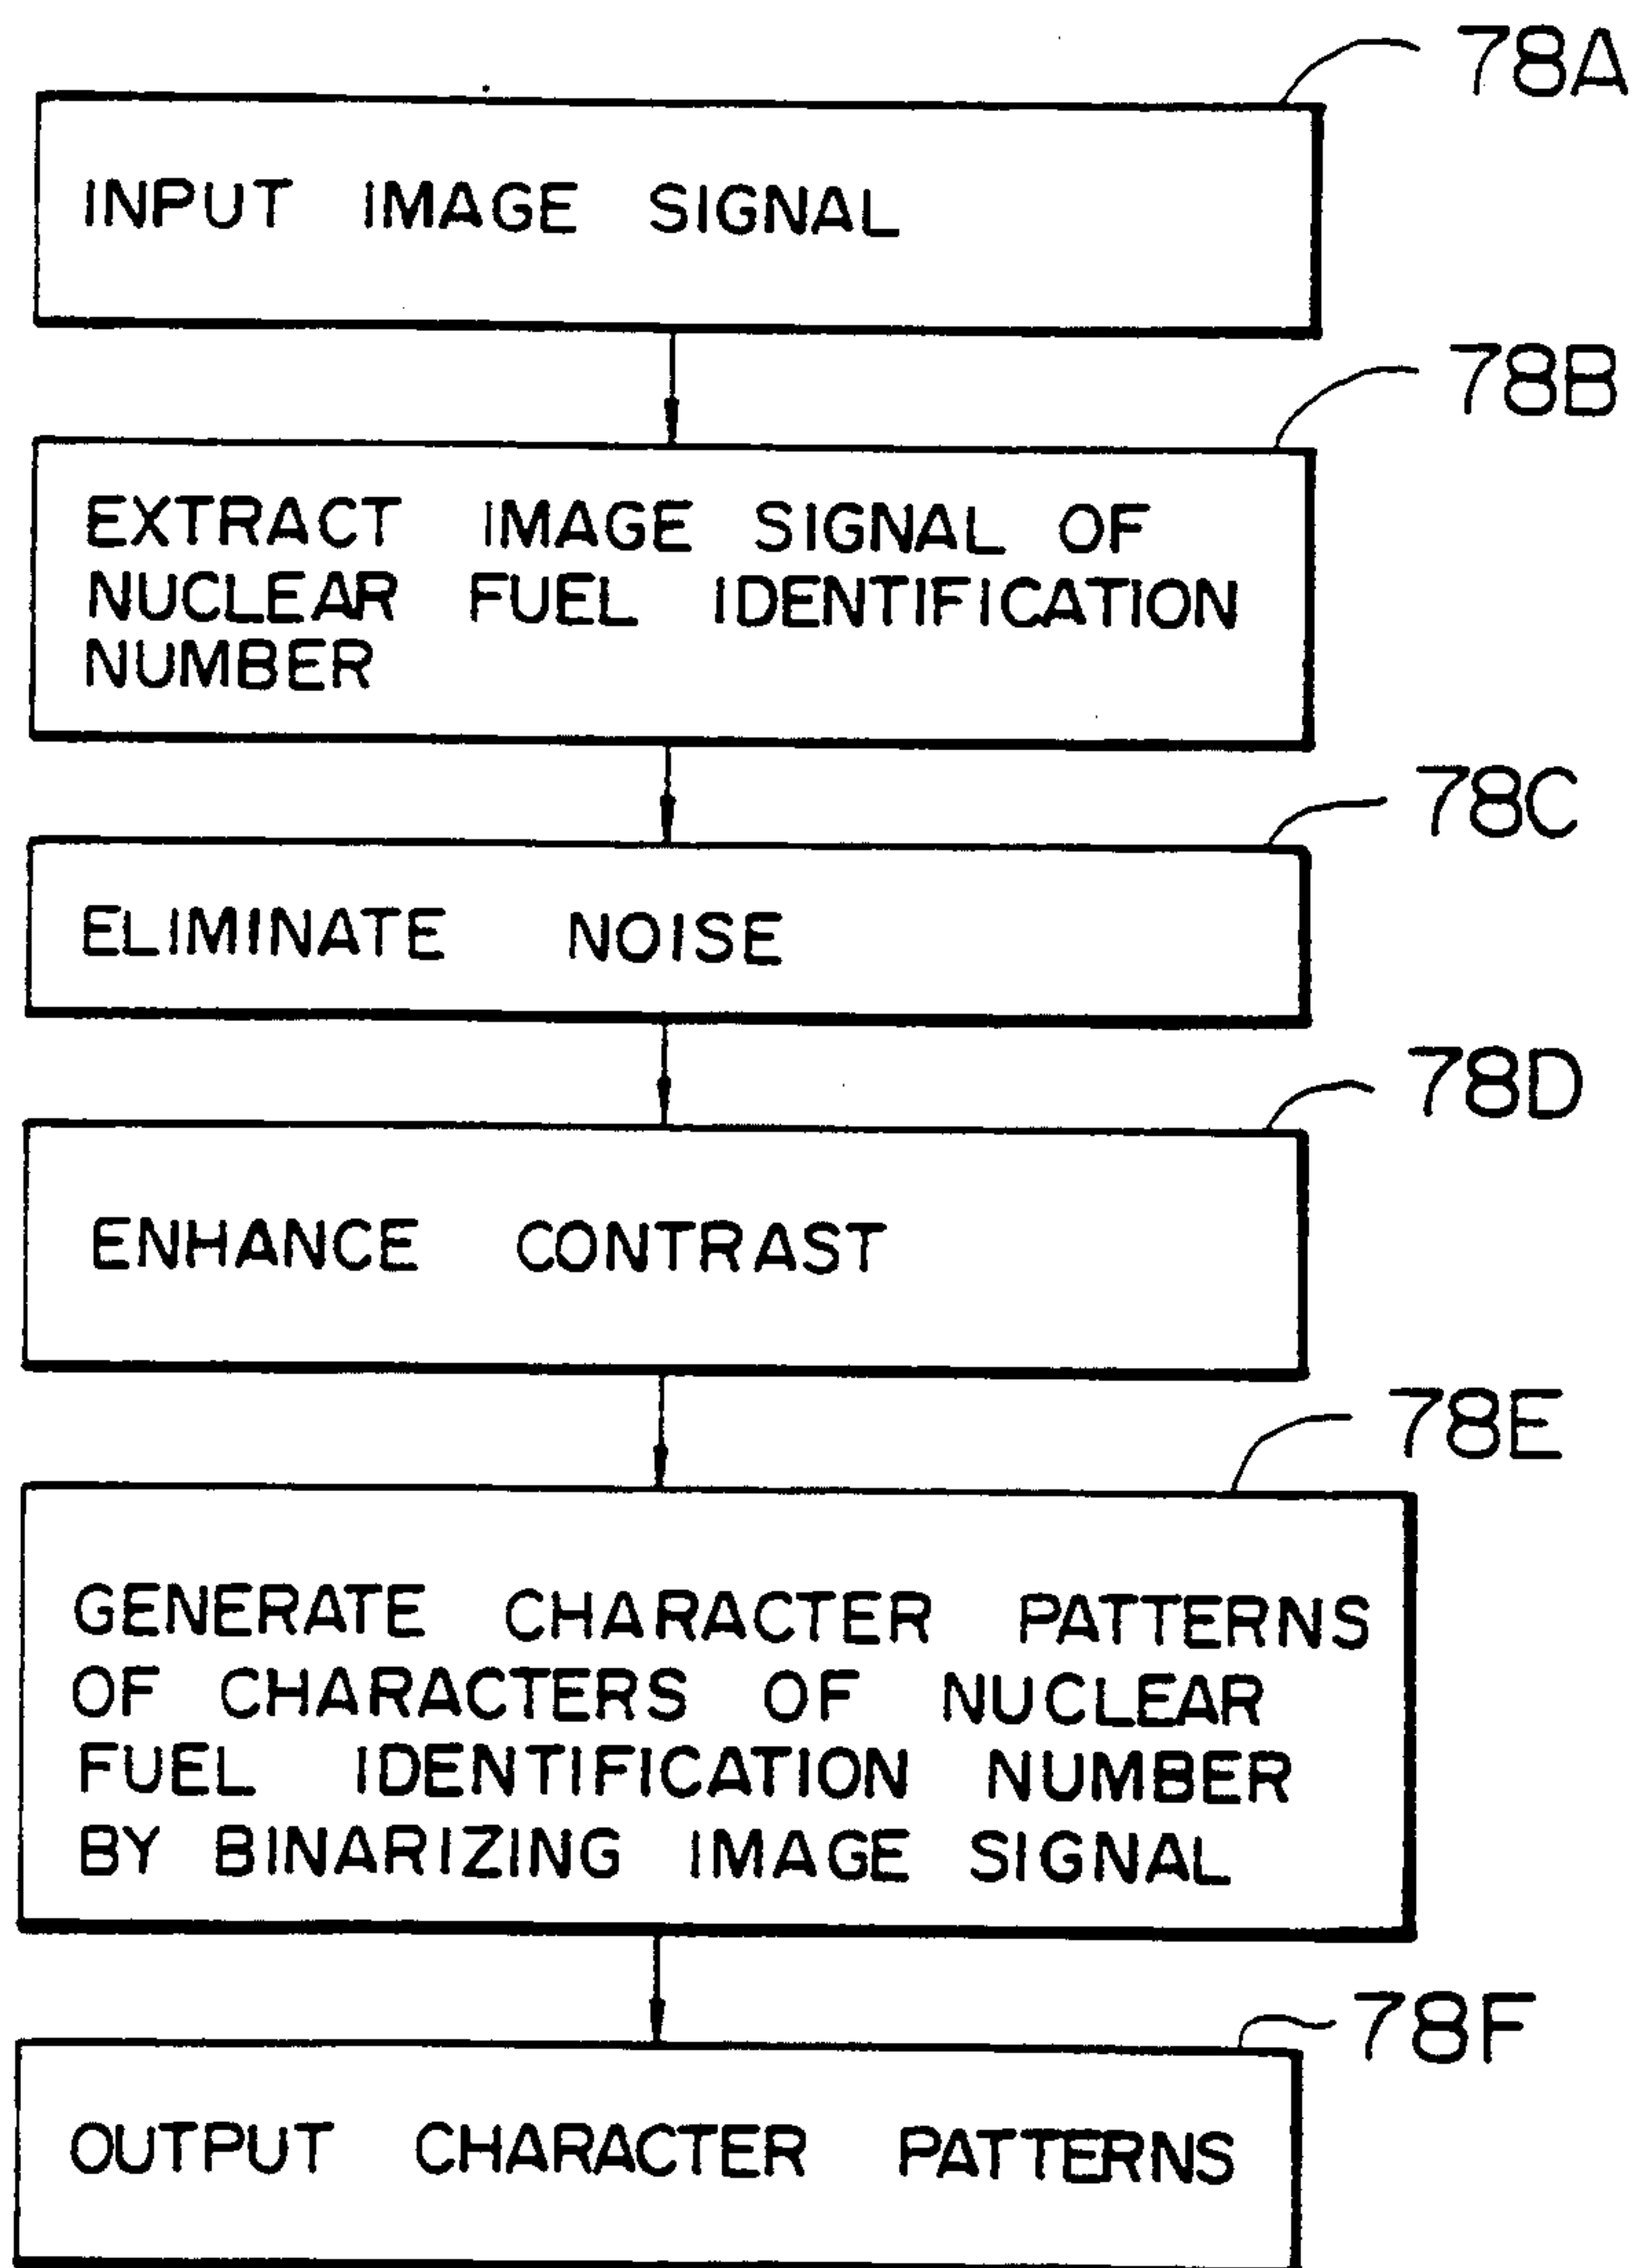 78A
INPUT IMAGE SIGNAL
78B
EXTRACT IMAGE SIGNAL OF
NUCLEAR FUEL IDENTIFICATION
NUMBER
78C
ELIMINATE NOISE
78D
ENHANCE CONTRAST
78E
GENERATE CHARACTER PATTERNS
OF CHARACTERS OF NUCLEAR
FUEL IDENTIFICATION NUMBER
BY BINARIZING IMAGE SIGNAL
78F
OUTPUT CHARACTER PATTERNS